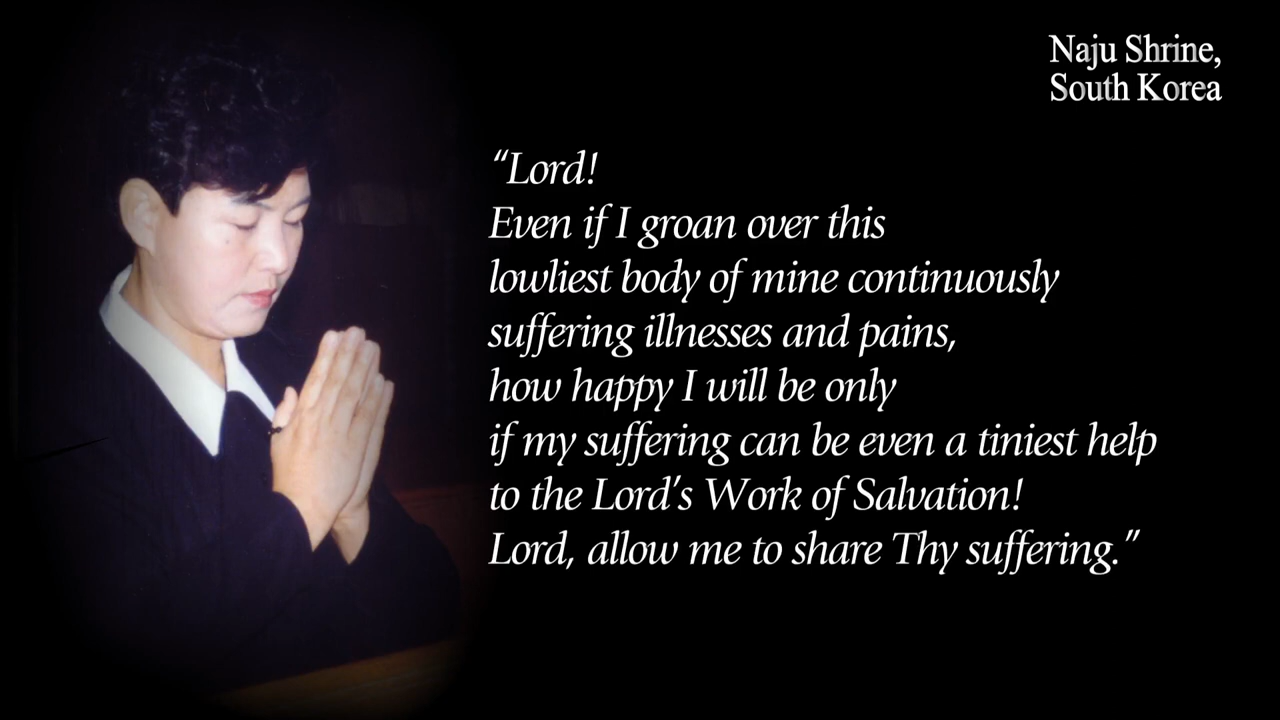 Naju Shrine,
South Korea
“Lord!
Even if I groan over this
lowliest body of mine continuously
suffering illnesses and pains,
how happy I will be only
if my suffering can be even a tiniest help
to the Lord’s Work of Salvation!
Lord, allow me to share Thy suffering.”